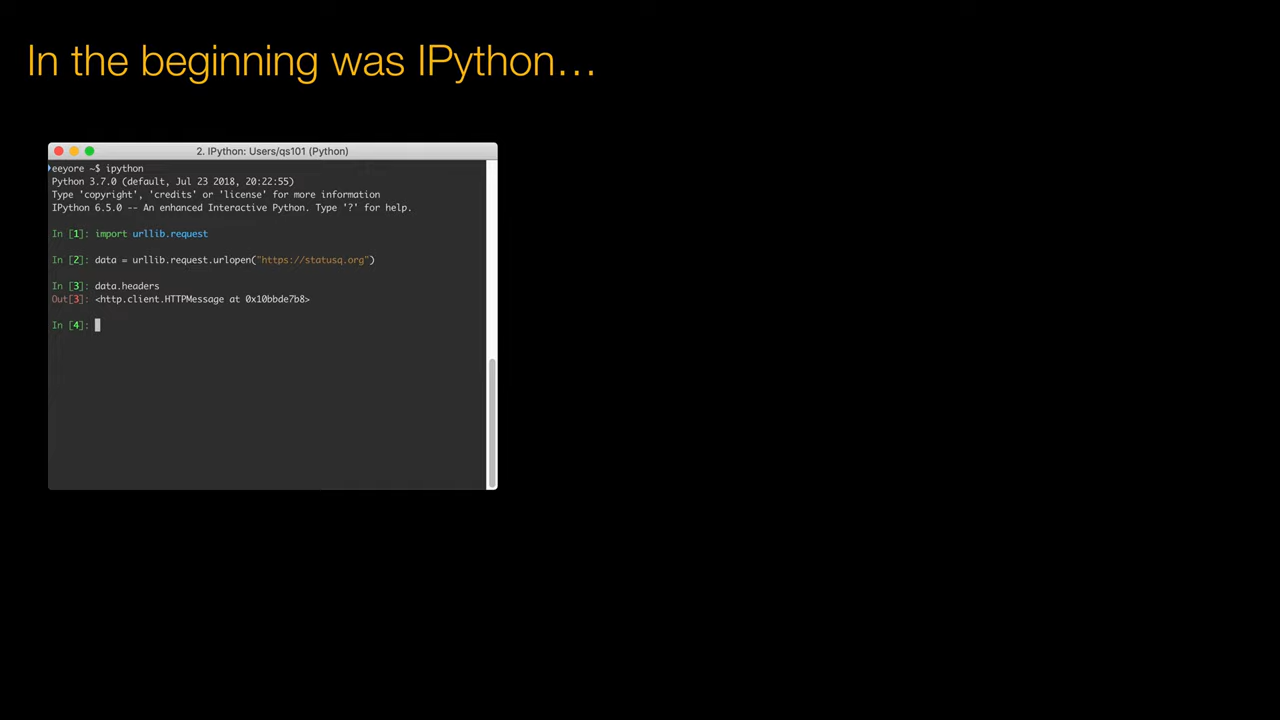 In the beginning was IPython…
2. IPython: Users/qs101 (Python)
eeyore ~$ ipython
Python 3.7.0 (default, Jul 23 2018, 20:22:55)
Type 'copyright', 'credits' or 'license' for more information
IPython 6.5.0 -- An enhanced Interactive Python. Type '?' for help.
In [1]: import urllib.request
In [2]: data = urllib.request.urlopen("https://statusq.org")
In [3]: data.headers
Out[3]: <http.client.HTTPMessage at 0x10bbde7b8>
In [4]: